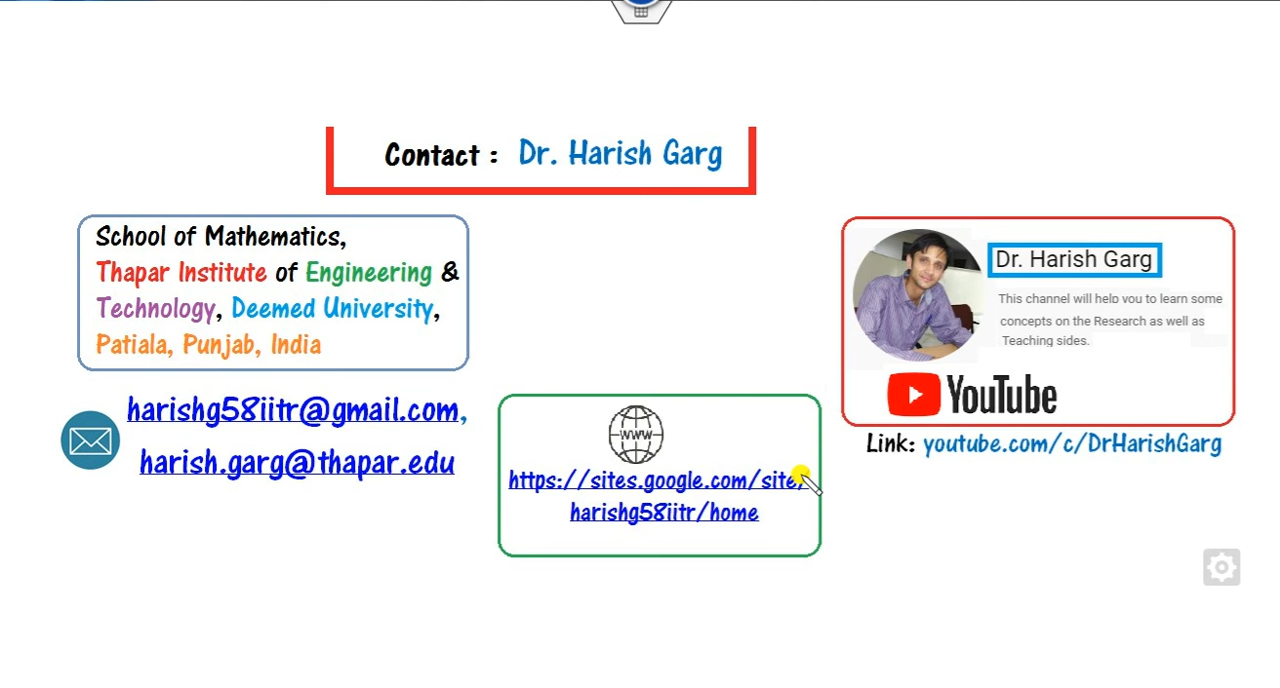 Contact : Dr. Harish Garg
School of Mathematics,
Thapar Institute of Engineering &
Technology, Deemed University,
Patiala, Punjab, India
harishg58iitr@gmail.com,
harish.garg@thapar.edu
WWW
https://sites.google.com/site/
harishg58iitr/home
Dr. Harish Garg
This channel will help you to learn some
concepts on the Research as well as
Teaching sides.
YouTube
Link: youtube.com/c/DrHarishGarg